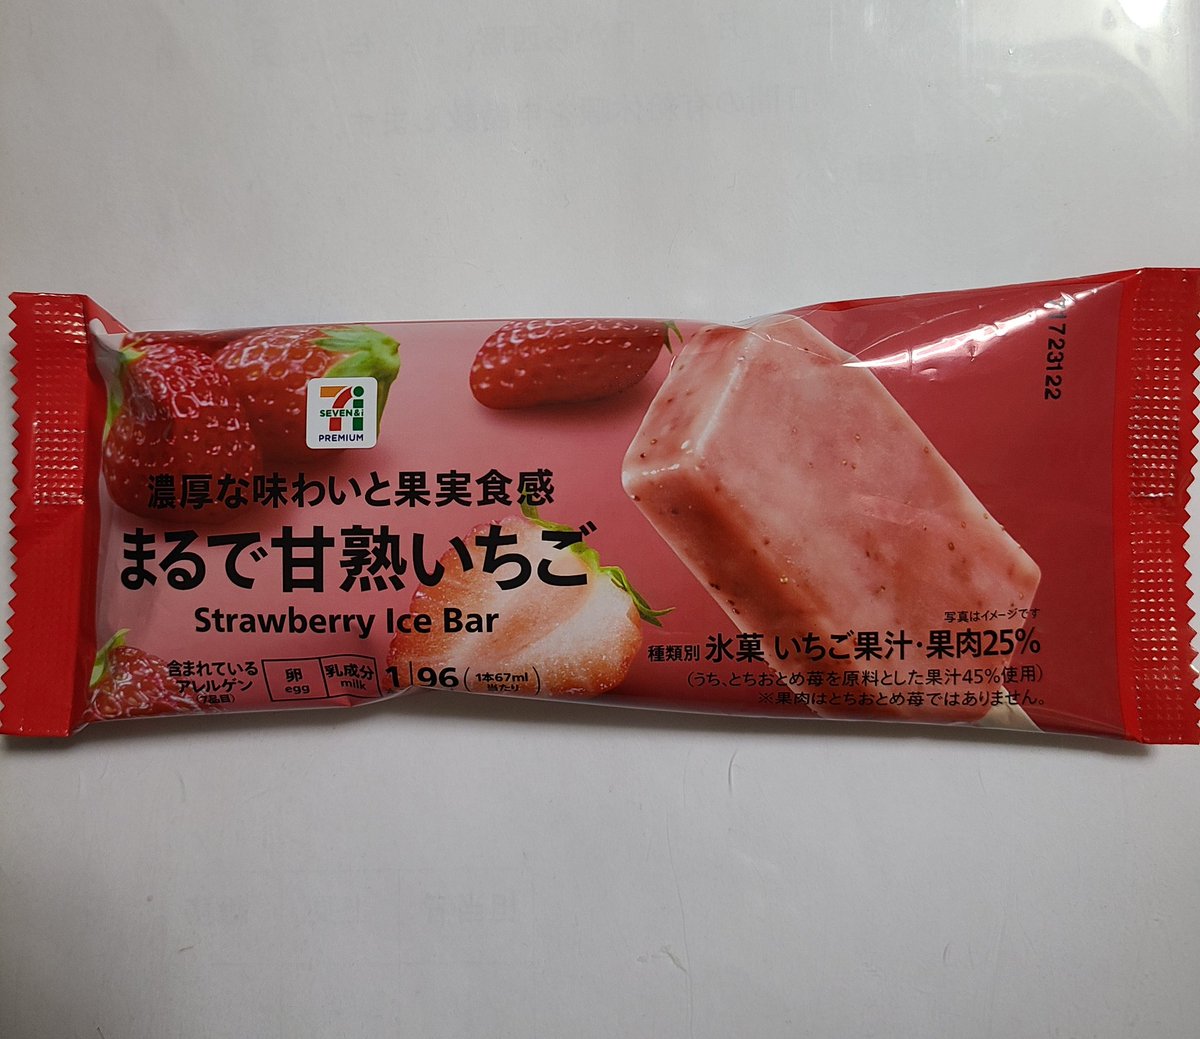 SEVEN&i
PREMIUM
濃厚な味わいと果実食感
まるで甘熟いちご
Strawberry Ice Bar
含まれている
アレルゲン
(7品目)
卵
egg
乳成分
milk
1本67ml
当たり
写真はイメージです
種類別 氷菓 いちご果汁・果肉25%
(うち、とちおとめ苺を原料とした果汁45%使用)
※果肉はとちおとめ苺ではありません。